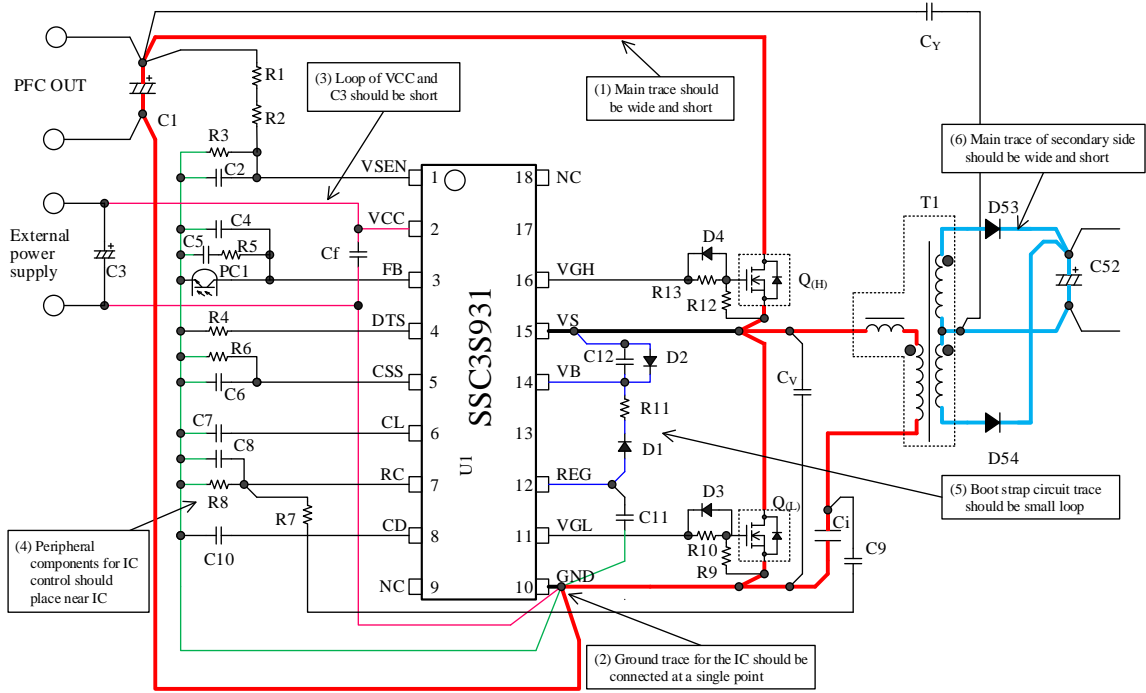 PFC OUT
C1
R1
R2
R3
C2
(3) Loop of VCC and
C3 should be short
(1) Main trace should
be wide and short
CY
(6) Main trace of secondary side
should be wide and short
External
power
supply
C3
C4
C5
R5
PC1
Cf
R4
R6
C6
C7
C8
R8
R7
C10
(4) Peripheral
components for IC
control should
place near IC
VSEN
1
VCC
2
FB
3
DTS
4
CSS
5
CL
6
RC
7
CD
8
NC
9
SSC3S931
U1
18
NC
17
16
VGH
15
VS
14
VB
13
12
REG
11
VGL
10
GND
D4
R13
R12
Q(H)
C12
D2
R11
D1
C11
D3
R10
R9
Q(L)
CV
Ci
C9
T1
D53
C52
D54
(5) Boot strap circuit trace
should be small loop
(2) Ground trace for the IC should be
connected at a single point